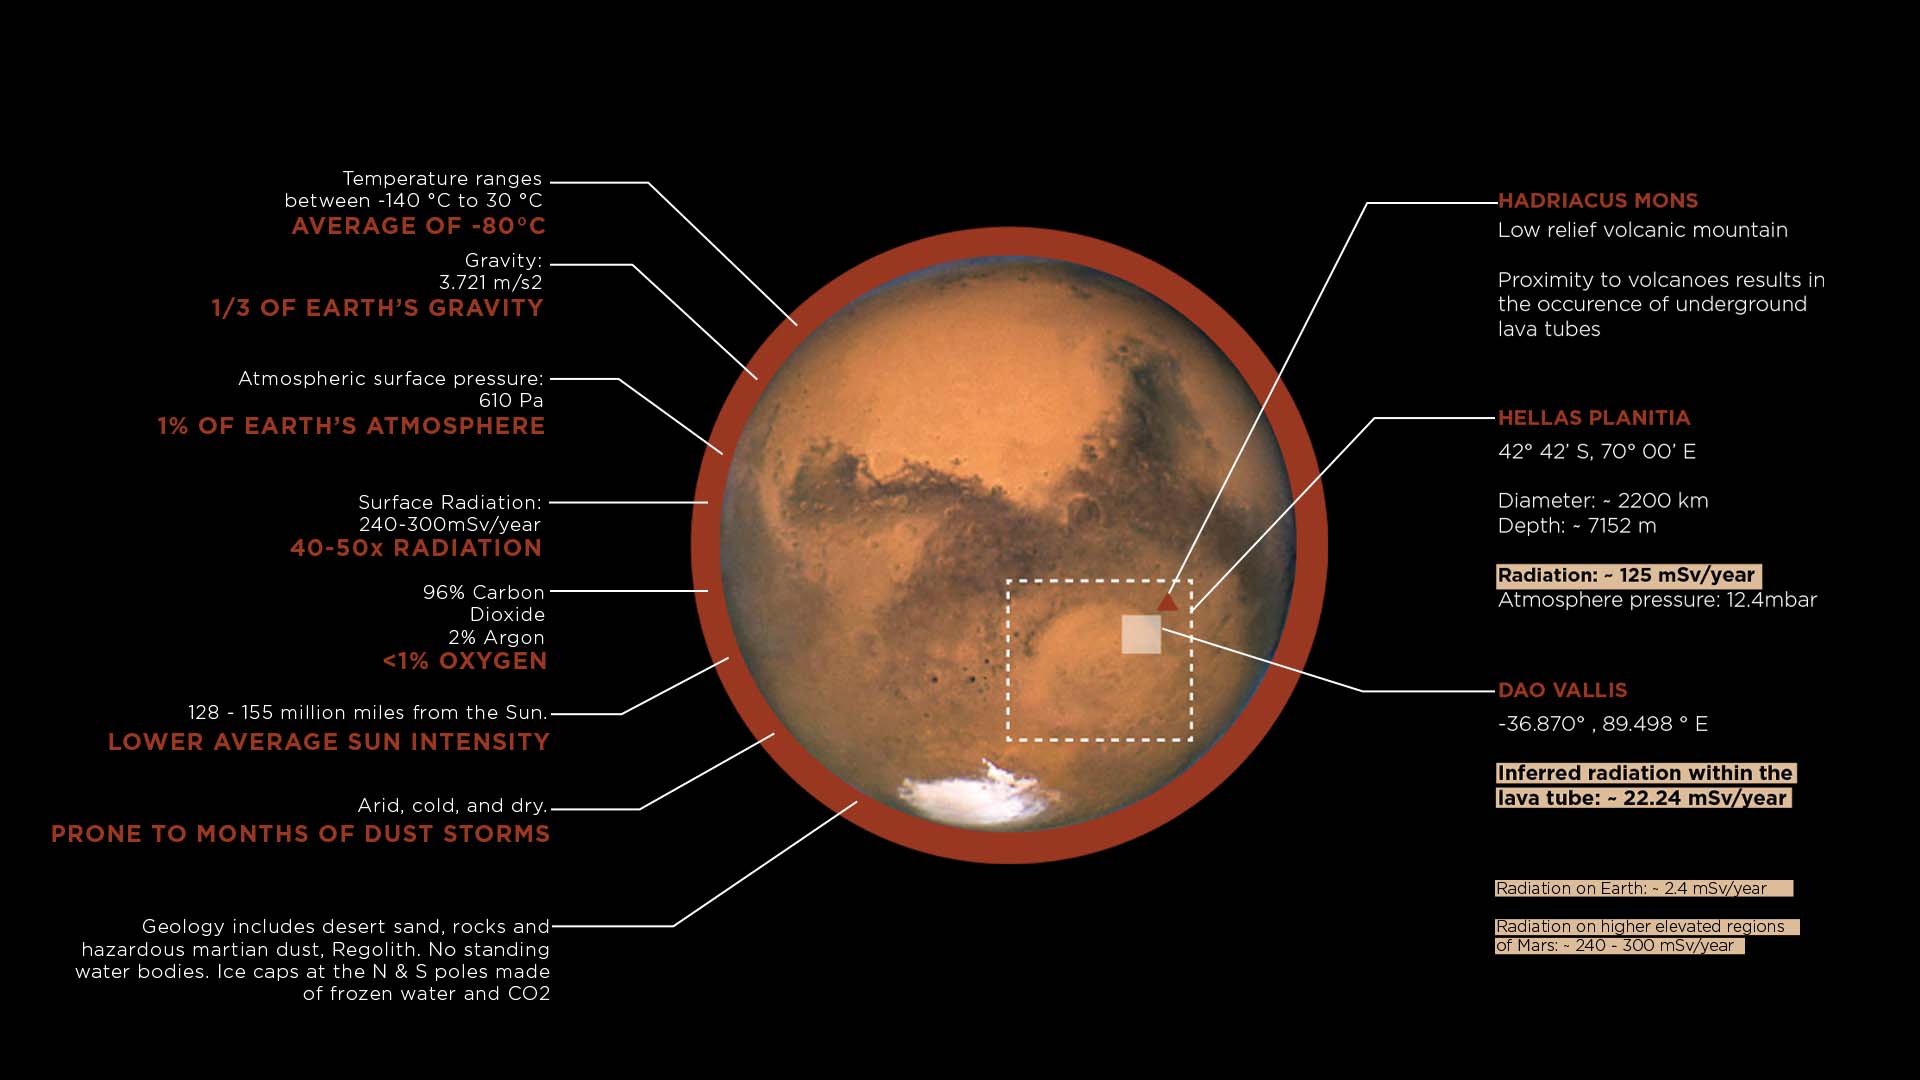 Temperature ranges
between -140 °C to 30 °C
AVERAGE OF -80°C
Gravity:
3.721 m/s2
1/3 OF EARTH'S GRAVITY
Atmospheric surface pressure:
610 Pa
1% OF EARTH'S ATMOSPHERE
Surface Radiation:
240-300mSv/year
40-50x RADIATION
96% Carbon
Dioxide
2% Argon
<1% OXYGEN
128 - 155 million miles from the Sun.
LOWER AVERAGE SUN INTENSITY
Arid, cold, and dry.
PRONE TO MONTHS OF DUST STORMS
Geology includes desert sand, rocks and
hazardous martian dust, Regolith. No standing
water bodies. Ice caps at the N & S poles made
of frozen water and CO2
HADRIACUS MONS
Low relief volcanic mountain
Proximity to volcanoes results in
the occurence of underground
lava tubes
HELLAS PLANITIA
42° 42' S, 70° 00' E
Diameter: ~ 2200 km
Depth: ~ 7152 m
Radiation: ~ 125 mSv/year
Atmosphere pressure: 12.4mbar
DAO VALLIS
-36.870° , 89.498 ° E
Inferred radiation within the
lava tube: ~ 22.24 mSv/year
Radiation on Earth: ~ 2.4 mSv/year
Radiation on higher elevated regions
of Mars: ~ 240 - 300 mSv/year